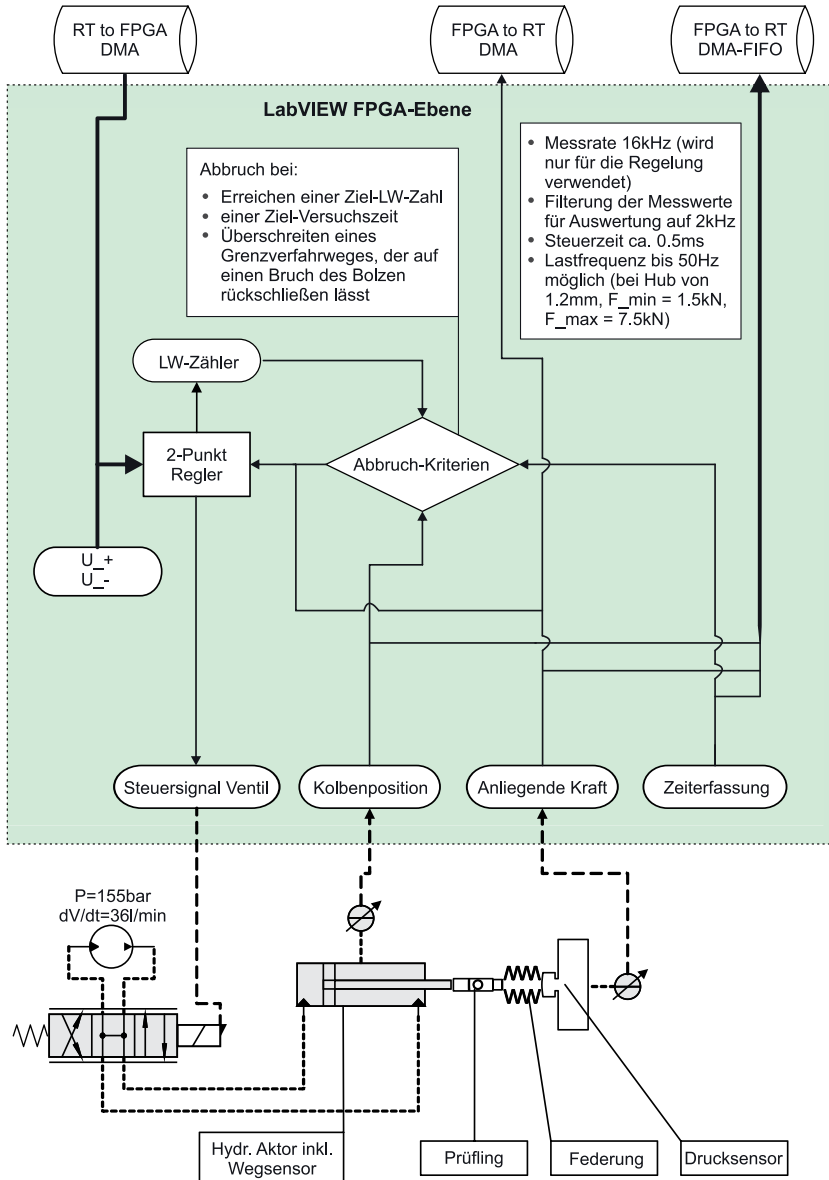 RT to FPGA
DMA
FPGA to RT
DMA
FPGA to RT
DMA-FIFO
LabVIEW FPGA-Ebene
Abbruch bei:
• Erreichen einer Ziel-LW-Zahl
• einer Ziel-Versuchszeit
• Überschreiten eines
Grenzverfahrweges, der auf
einen Bruch des Bolzen
rückschließen lässt
• Messrate 16kHz (wird
nur für die Regelung
verwendet)
• Filterung der Messwerte
für Auswertung auf 2kHz
• Steuerzeit ca. 0.5ms
• Lastfrequenz bis 50Hz
möglich (bei Hub von
1.2mm, F_min = 1.5kN,
F_max = 7.5kN)
LW-Zähler
2-Punkt
Regler
Abbruch-Kriterien
U_+
U_-
Steuersignal Ventil
Kolbenposition
Anliegende Kraft
Zeiterfassung
P=155bar
dV/dt=36l/min
Hydr. Aktor inkl.
Wegsensor
Prüfling
Federung
Drucksensor